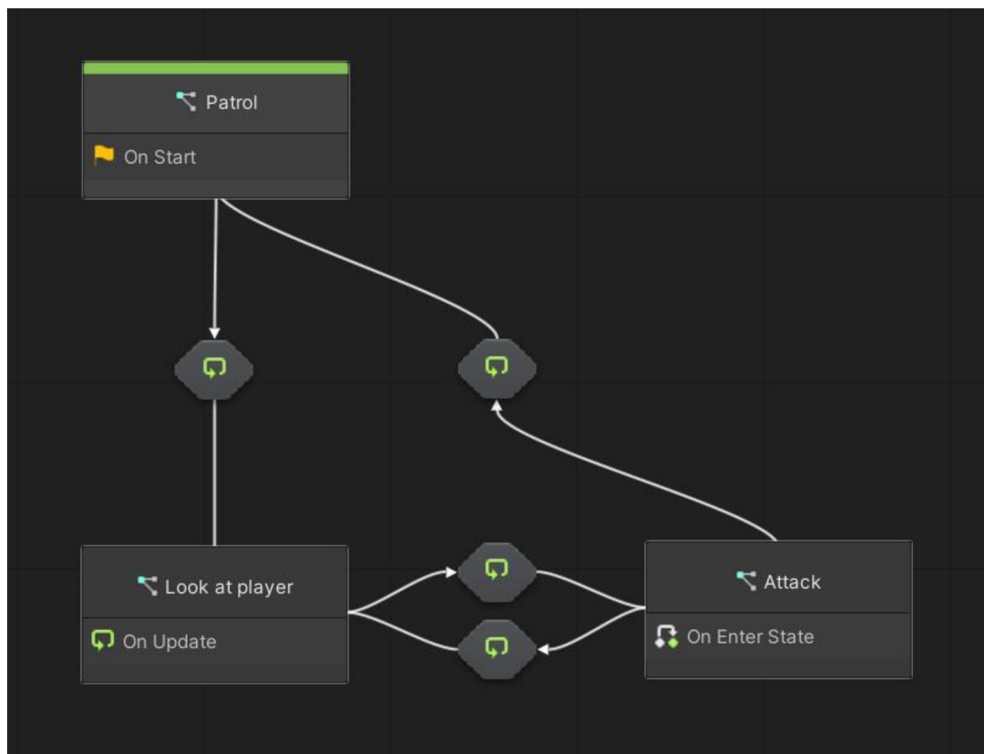 Patrol
On Start
Look at player
On Update
Attack
On Enter State